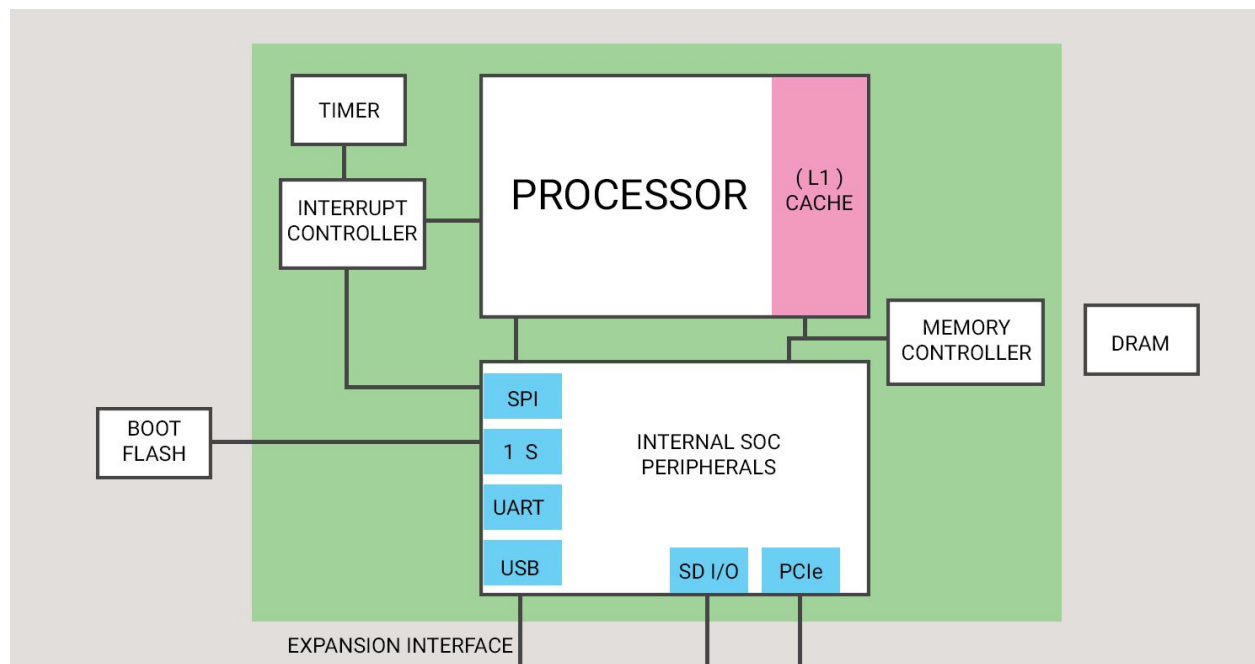 TIMER
PROCESSOR
( L1 )
CACHE
INTERRUPT
CONTROLLER
MEMORY
CONTROLLER
DRAM
SPI
BOOT
FLASH
1 S
INTERNAL SOC
PERIPHERALS
UART
USB
SD I/O
PCIe
EXPANSION INTERFACE